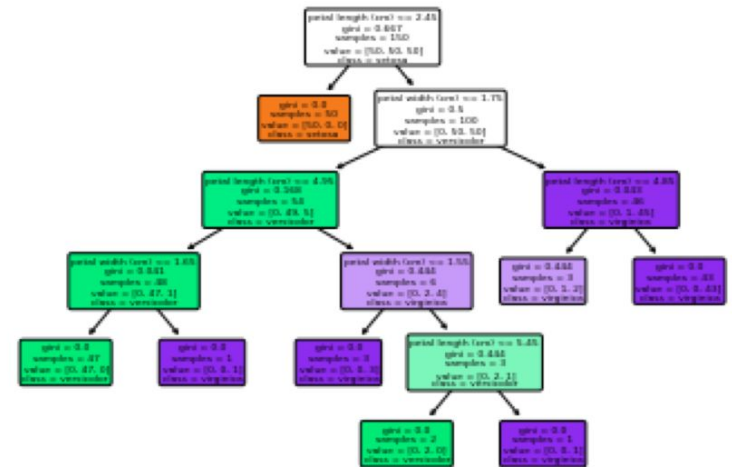 petal length (cm) <= 2.45
gini = 0.667
samples = 150
value = [50, 50, 50]
class = setosa
gini = 0.0
samples = 50
value = [50, 0, 0]
class = setosa
petal width (cm) <= 1.75
gini = 0.5
samples = 100
value = [0, 50, 50]
class = versicolor
petal length (cm) <= 4.95
gini = 0.168
samples = 54
value = [0, 49, 5]
class = versicolor
petal length (cm) <= 4.85
gini = 0.043
samples = 46
value = [0, 1, 45]
class = virginica
petal width (cm) <= 1.65
gini = 0.041
samples = 48
value = [0, 47, 1]
class = versicolor
petal width (cm) <= 1.55
gini = 0.444
samples = 6
value = [0, 2, 4]
class = virginica
gini = 0.444
samples = 3
value = [0, 1, 2]
class = virginica
gini = 0.0
samples = 43
value = [0, 0, 43]
class = virginica
gini = 0.0
samples = 47
value = [0, 47, 0]
class = versicolor
gini = 0.0
samples = 1
value = [0, 0, 1]
class = virginica
gini = 0.0
samples = 3
value = [0, 0, 3]
class = virginica
petal length (cm) <= 5.45
gini = 0.444
samples = 3
value = [0, 2, 1]
class = versicolor
gini = 0.0
samples = 2
value = [0, 2, 0]
class = versicolor
gini = 0.0
samples = 1
value = [0, 0, 1]
class = virginica